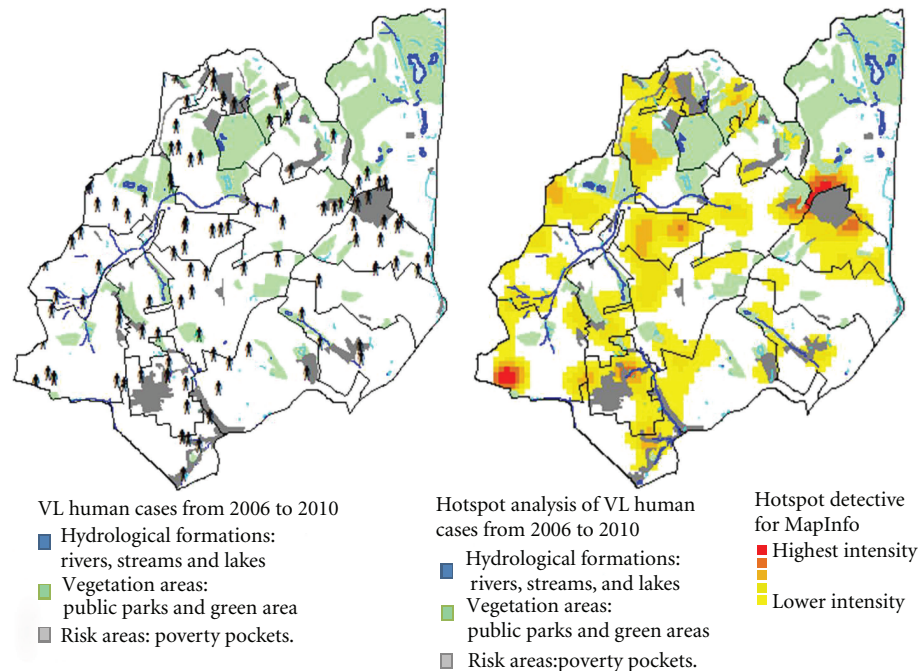 VL human cases from 2006 to 2010
Hydrological formations:
rivers, streams and lakes
Vegetation areas:
public parks and green area
Risk areas: poverty pockets.
Hotspot analysis of VL human
cases from 2006 to 2010
Hydrological formations:
rivers, streams, and lakes
Vegetation areas:
public parks and green areas
Risk areas:poverty pockets.
Hotspot detective
for MapInfo
Highest intensity
Lower intensity